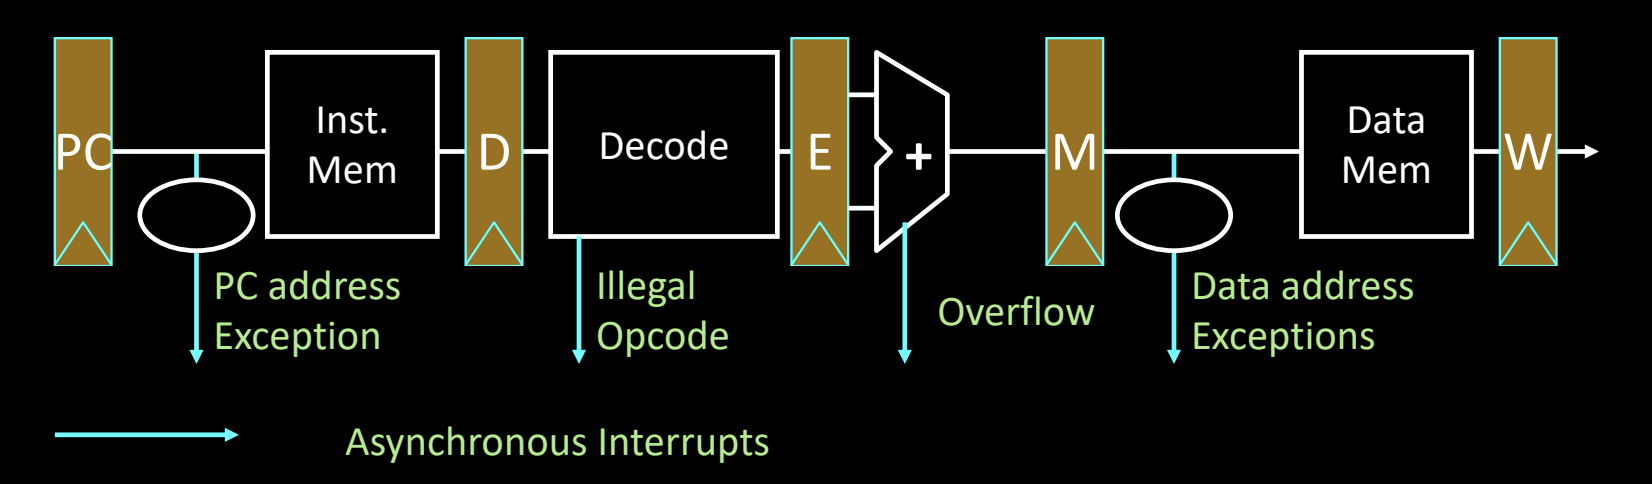 PC
Inst.
Mem
D
Decode
E
+
M
Data
Mem
W
PC address
Exception
Illegal
Opcode
Overflow
Data address
Exceptions
Asynchronous Interrupts